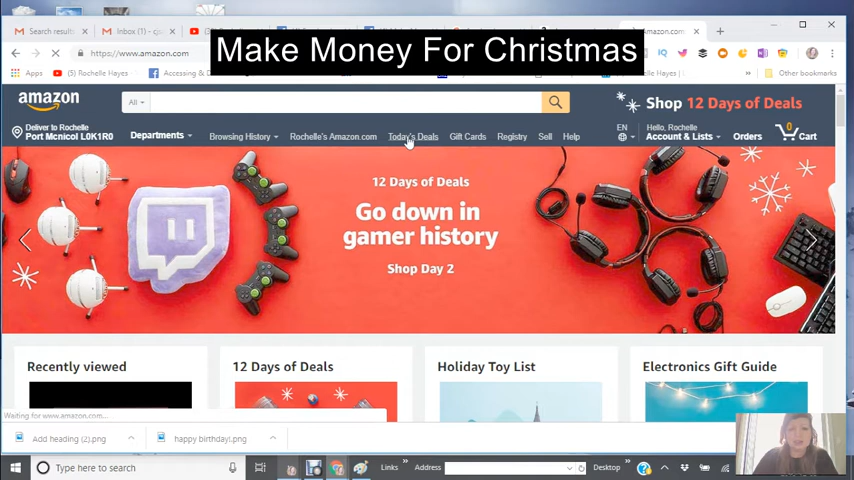 Search results
Inbox (1) - cp
Amazon.com
https://www.amazon.com
Make Money For Christmas
Apps
(5) Rochelle Hayes
Accessing & D
Hayes
Other bookmarks
amazon
All
Shop 12 Days of Deals
Deliver to Rochelle
Port Mcnicol L0K1R0
Departments
Browsing History
Rochelle's Amazon.com
Today's Deals
Gift Cards
Registry
Sell
Help
EN
Hello, Rochelle
Account & Lists
Orders
0
Cart
12 Days of Deals
Go down in
gamer history
Shop Day 2
Recently viewed
12 Days of Deals
Holiday Toy List
Electronics Gift Guide
Waiting for www.amazon.com...
Add heading (2).png
happy birthday!.png
Type here to search
Links
Address
Desktop